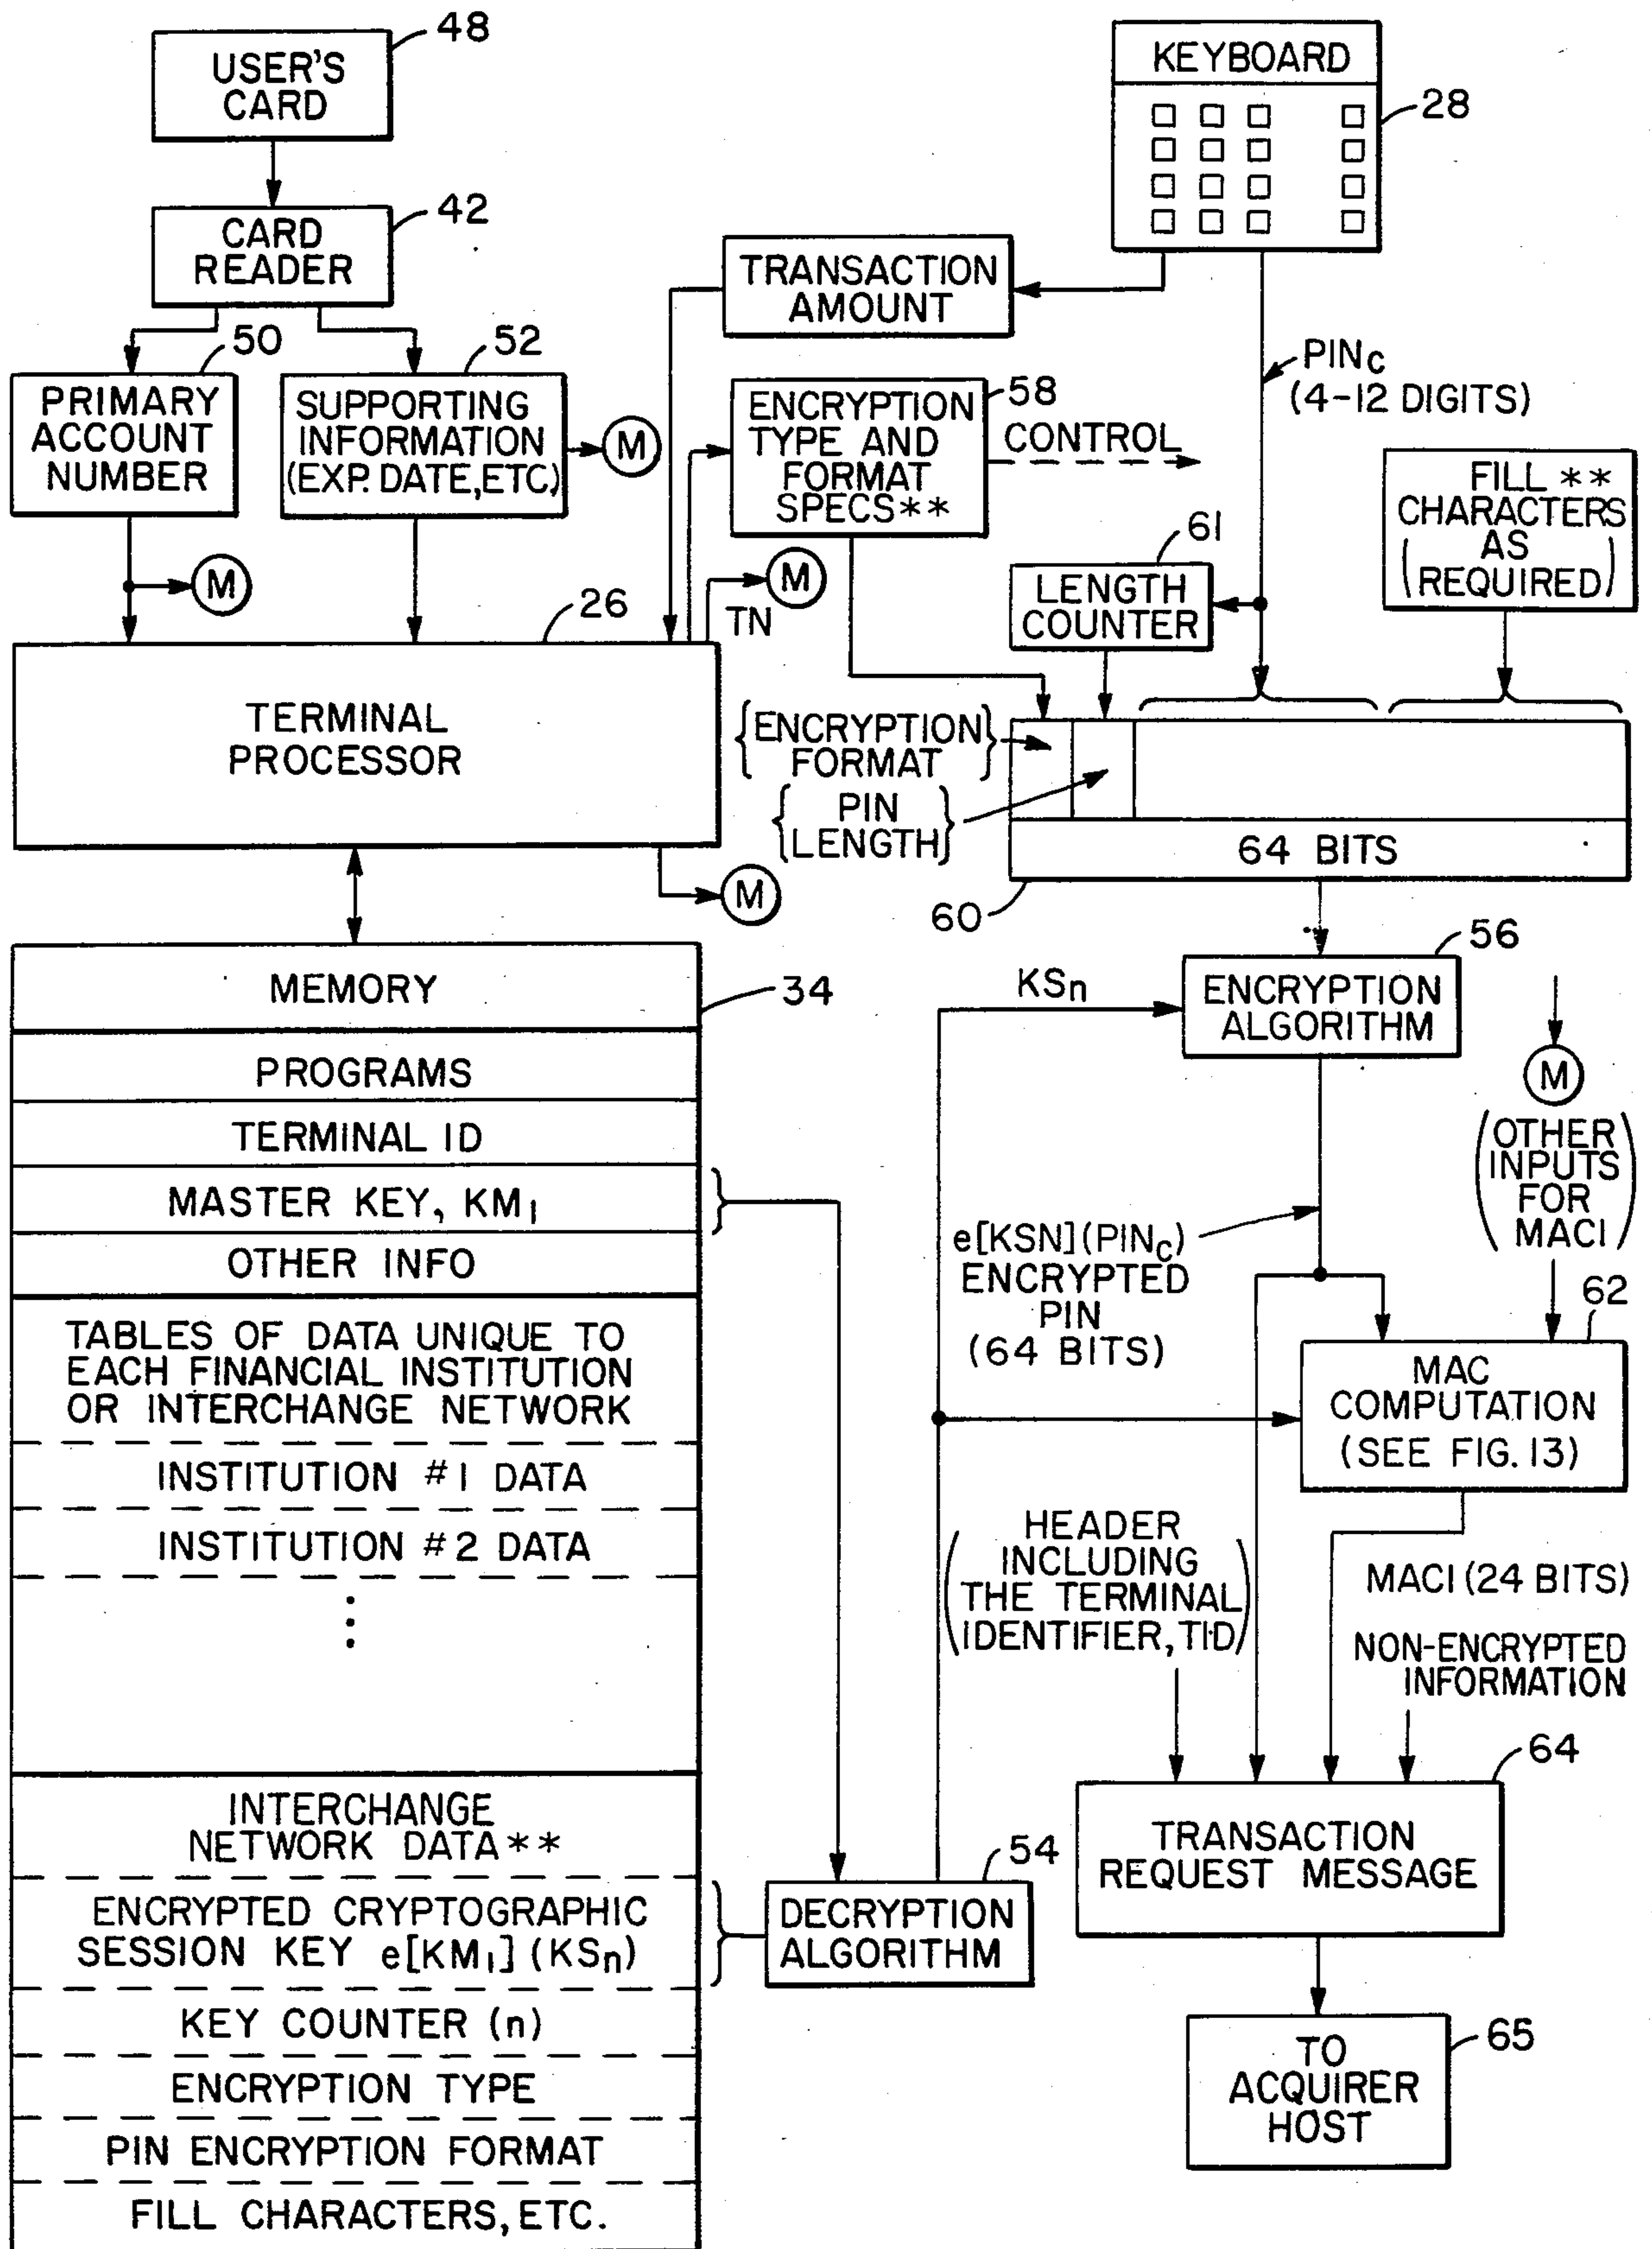 48
USER'S
CARD
42
CARD
READER
KEYBOARD
28
TRANSACTION
AMOUNT
50
PRIMARY
ACCOUNT
NUMBER
52
SUPPORTING
INFORMATION
(EXP. DATE, ETC.)
M
M
58
ENCRYPTION
TYPE AND
FORMAT
SPECS**
CONTROL
PINC
(4-12 DIGITS)
FILL **
CHARACTERS
(AS
REQUIRED)
61
LENGTH
COUNTER
M
TN
26
TERMINAL
PROCESSOR
{ENCRYPTION
FORMAT}
{PIN
LENGTH}
64 BITS
60
M
MEMORY
34
PROGRAMS
TERMINAL ID
MASTER KEY, KM1
OTHER INFO
TABLES OF DATA UNIQUE TO
EACH FINANCIAL INSTITUTION
OR INTERCHANGE NETWORK
INSTITUTION #1 DATA
INSTITUTION #2 DATA
INTERCHANGE
NETWORK DATA**
ENCRYPTED CRYPTOGRAPHIC
SESSION KEY e[KM1] (KSn)
KEY COUNTER (n)
ENCRYPTION TYPE
PIN ENCRYPTION FORMAT
FILL CHARACTERS, ETC.
54
DECRYPTION
ALGORITHM
KSn
56
ENCRYPTION
ALGORITHM
M
(OTHER
INPUTS
FOR
MACI)
e[KSN](PINC)
ENCRYPTED
PIN
(64 BITS)
62
MAC
COMPUTATION
(SEE FIG. 13)
(HEADER
INCLUDING
THE TERMINAL
IDENTIFIER, TID)
MACI (24 BITS)
NON-ENCRYPTED
INFORMATION
64
TRANSACTION
REQUEST MESSAGE
65
TO
ACQUIRER
HOST